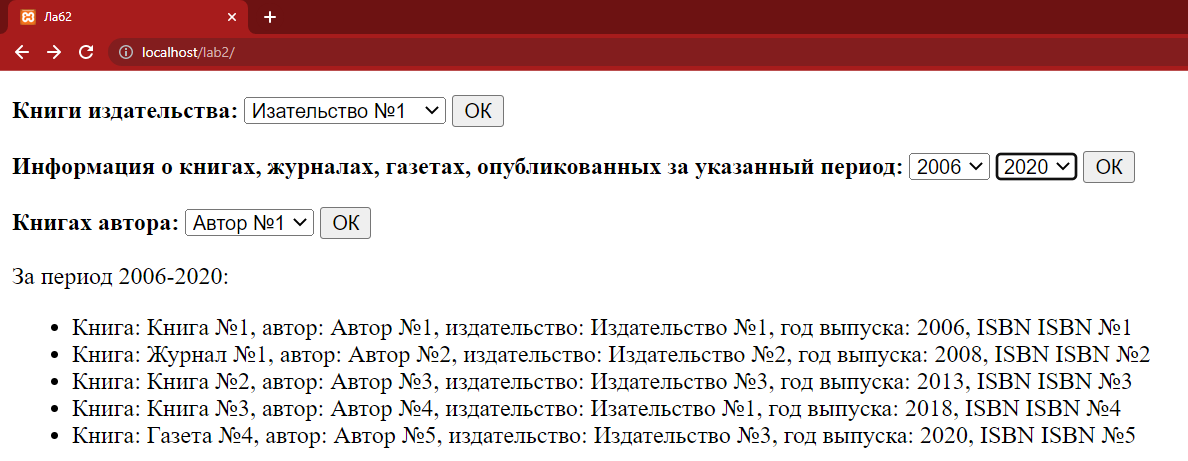 Лаб2
localhost/lab2/
Книги издательства: Изательство №1 ОК
Информация о книгах, журналах, газетах, опубликованных за указанный период: 2006 2020 ОК
Книгах автора: Автор №1 ОК
За период 2006-2020:
• Книга: Книга №1, автор: Автор №1, издательство: Издательство №1, год выпуска: 2006, ISBN ISBN №1
• Книга: Журнал №1, автор: Автор №2, издательство: Издательство №2, год выпуска: 2008, ISBN ISBN №2
• Книга: Книга №2, автор: Автор №3, издательство: Издательство №3, год выпуска: 2013, ISBN ISBN №3
• Книга: Книга №3, автор: Автор №4, издательство: Изательство №1, год выпуска: 2018, ISBN ISBN №4
• Книга: Газета №4, автор: Автор №5, издательство: Издательство №3, год выпуска: 2020, ISBN ISBN №5